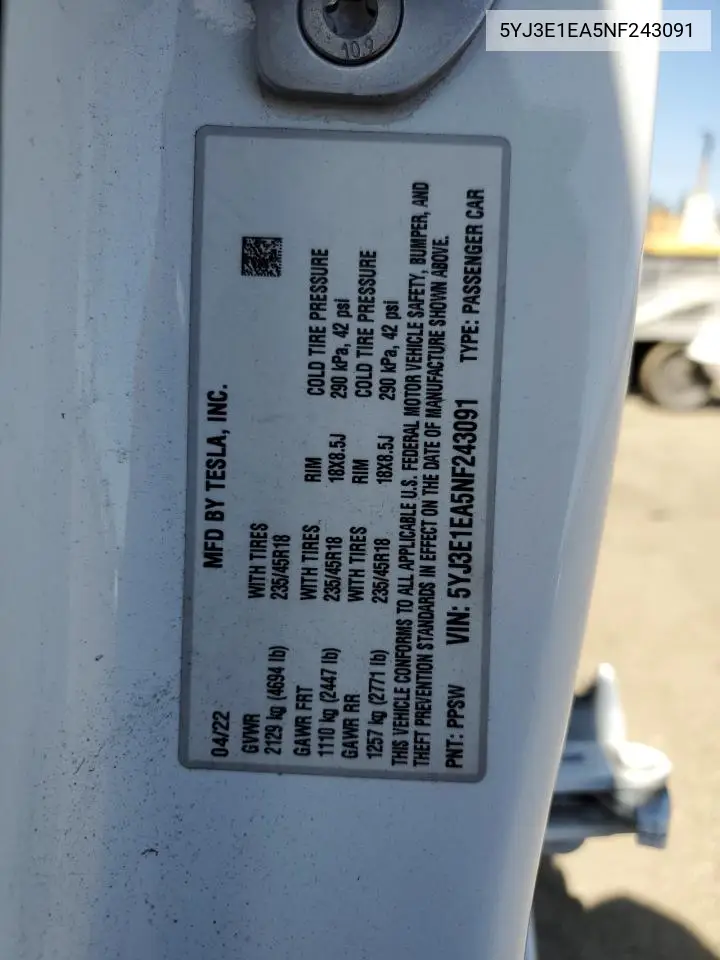 5YJ3E1EA5NF243091
10.9
04/22 MFD BY TESLA, INC.
GVWR WITH TIRES
2129 kg (4694 lb) 235/45R18
GAWR FRT WITH TIRES RIM COLD TIRE PRESSURE
1110 kg (2447 lb) 235/45R18 18X8.5J 290 kPa, 42 psi
GAWR RR WITH TIRES RIM COLD TIRE PRESSURE
1257 kg (2771 lb) 235/45R18 18X8.5J 290 kPa, 42 psi
THIS VEHICLE CONFORMS TO ALL APPLICABLE U.S. FEDERAL MOTOR VEHICLE SAFETY, BUMPER, AND
THEFT PREVENTION STANDARDS IN EFFECT ON THE DATE OF MANUFACTURE SHOWN ABOVE.
PNT: PPSW VIN: 5YJ3E1EA5NF243091 TYPE: PASSENGER CAR